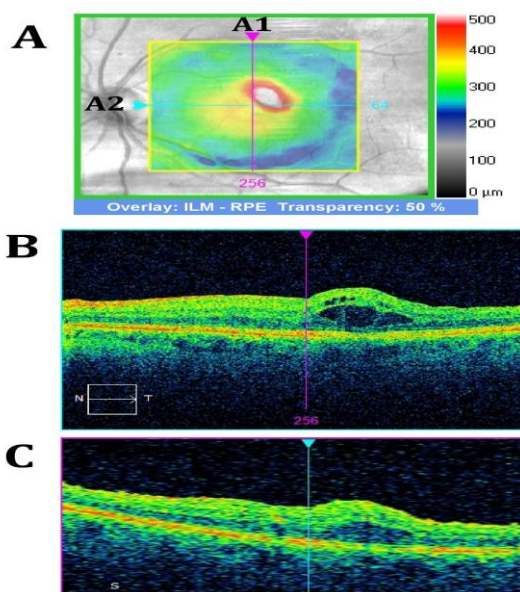 A
A1
500
400
300
200
100
0 µm
A2
64
256
Overlay: ILM - RPE Transparency: 50 %
B
N
T
256
C
S